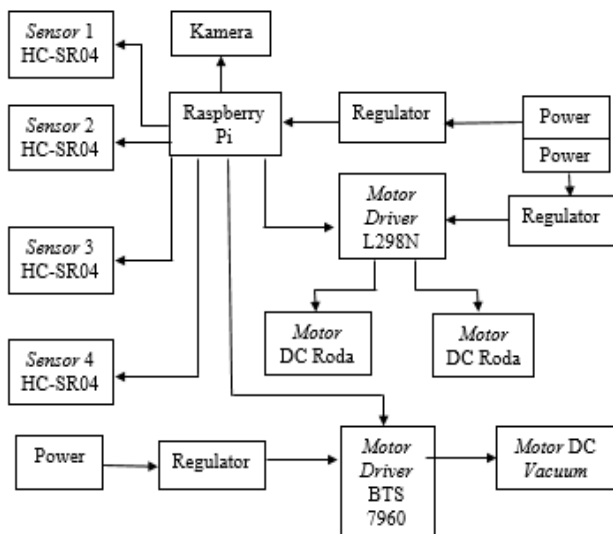 Sensor 1
HC-SR04
Kamera
Sensor 2
HC-SR04
Raspberry
Pi
Regulator
Power
Power
Motor
Driver
L298N
Regulator
Sensor 3
HC-SR04
Motor
DC Roda
Motor
DC Roda
Sensor 4
HC-SR04
Power
Regulator
Motor
Driver
BTS
7960
Motor DC
Vacuum